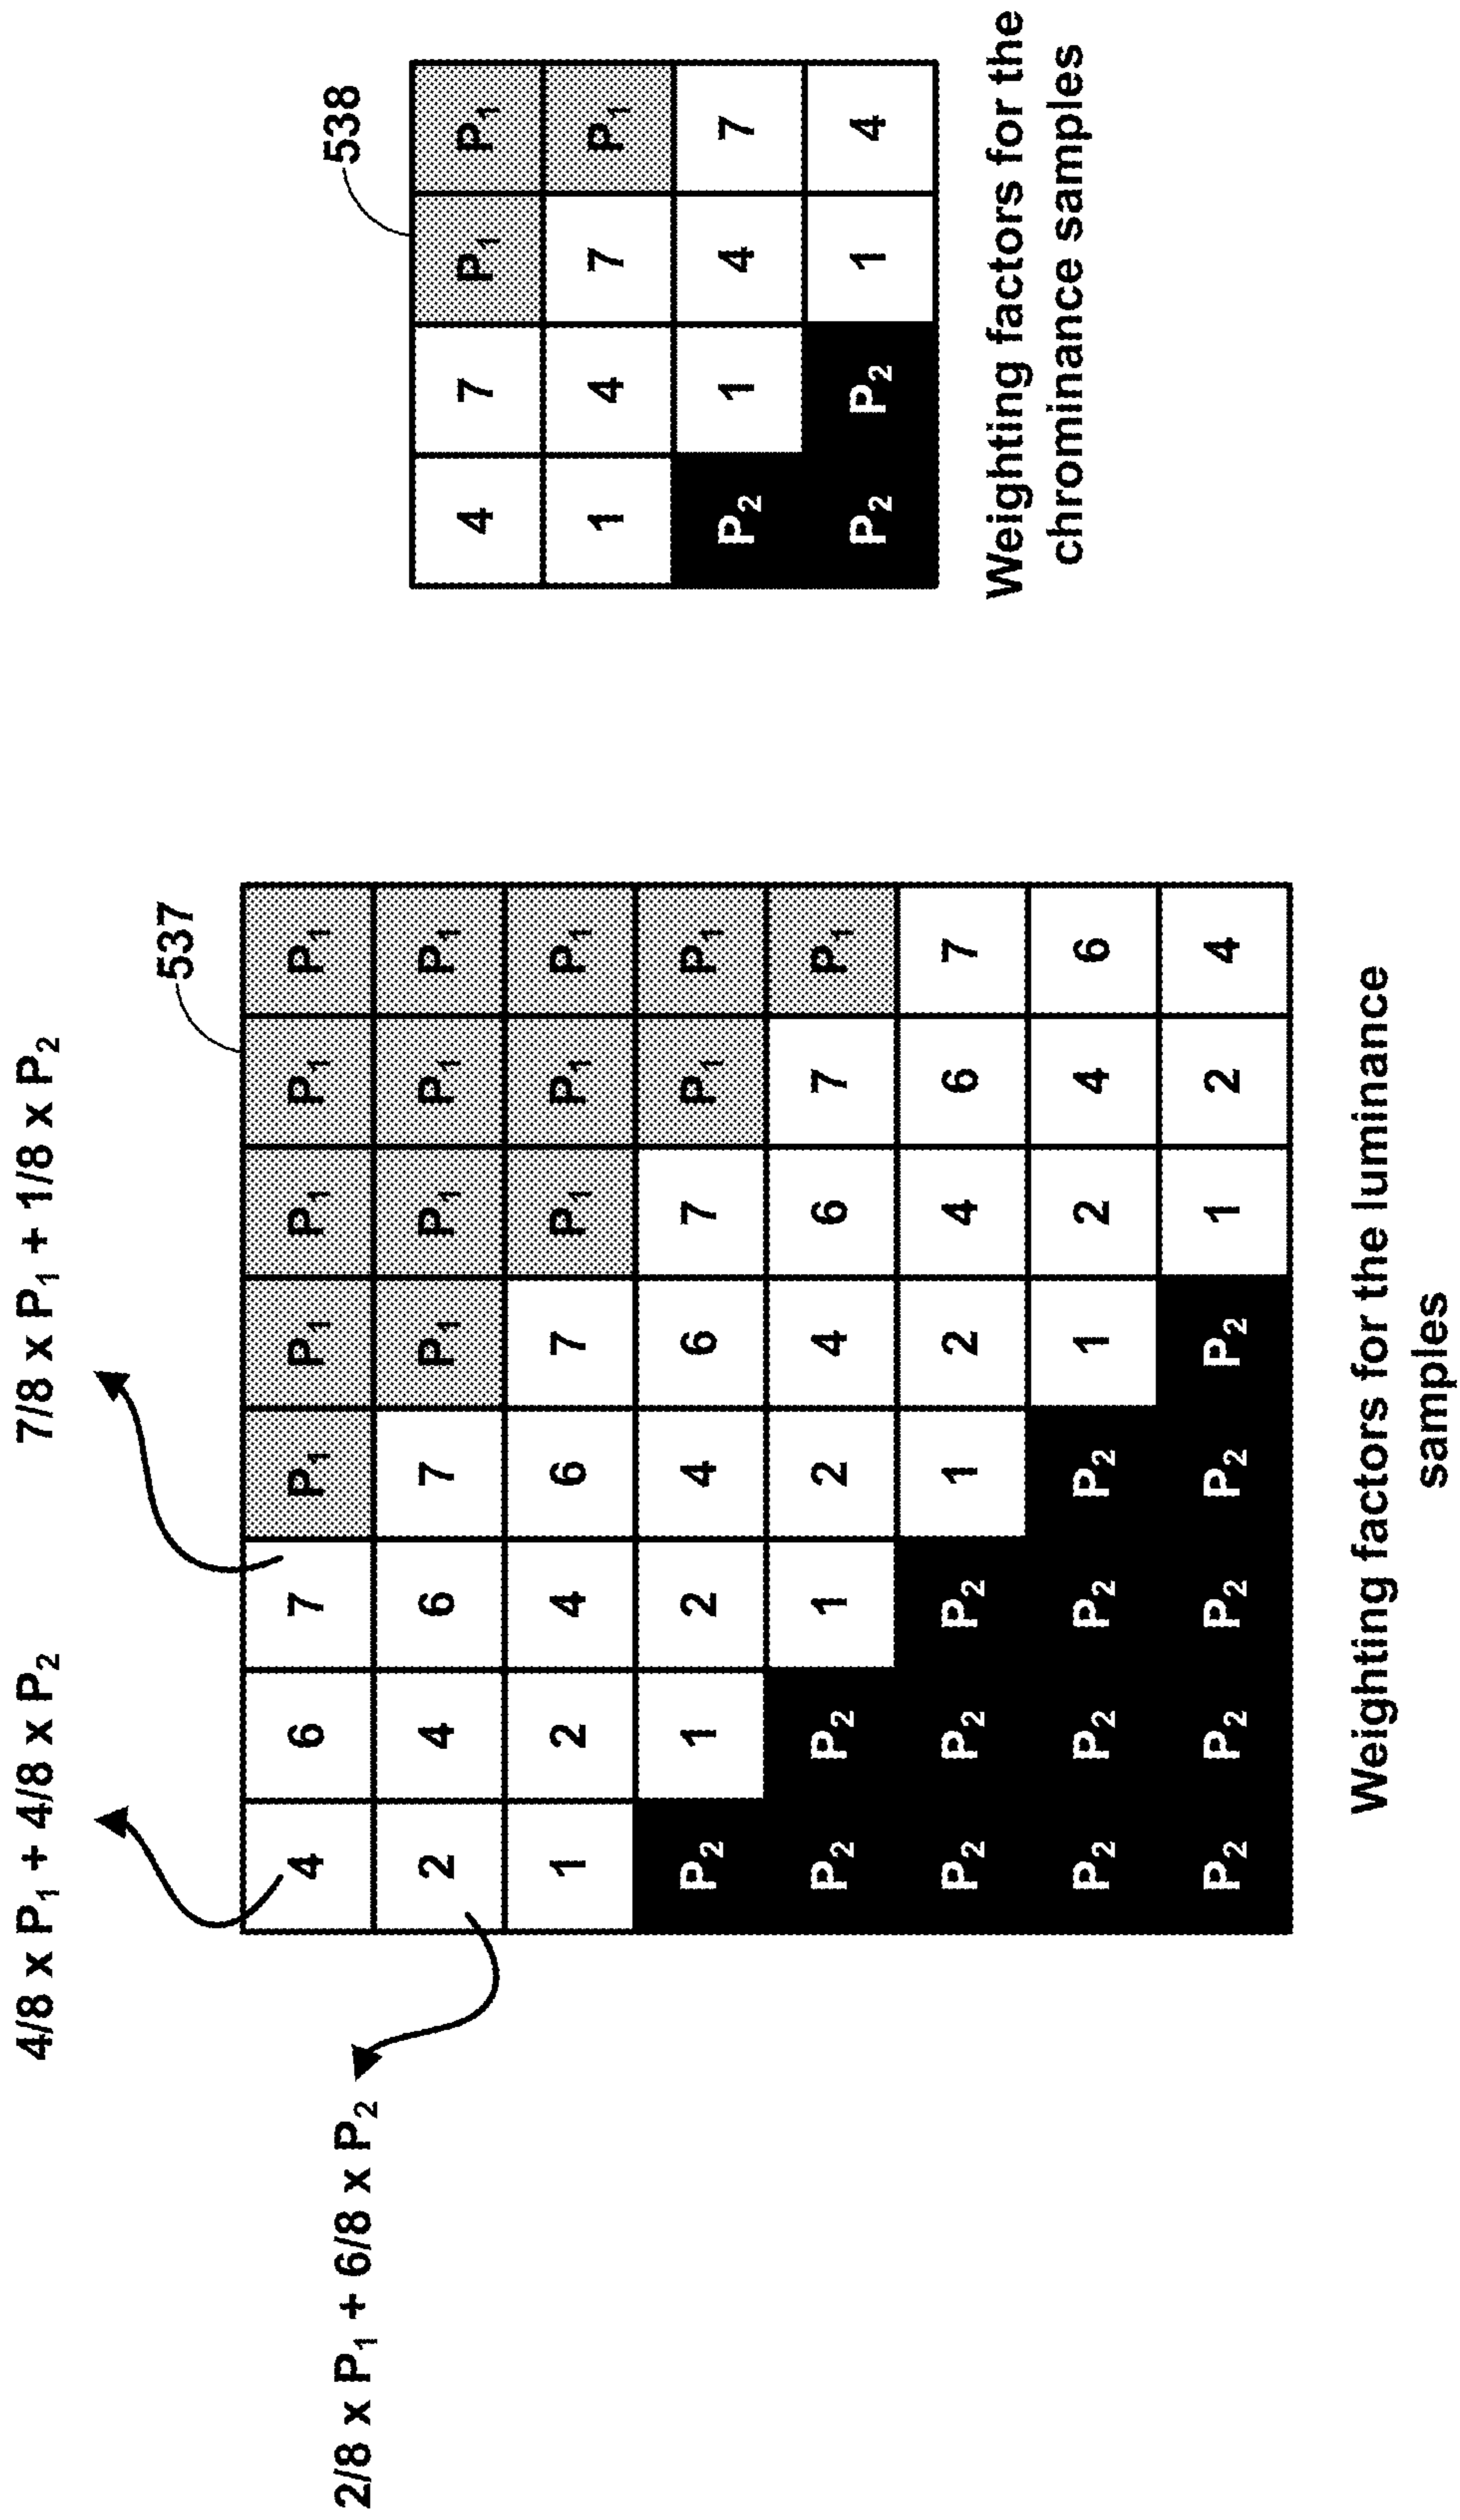 4/8 x P₁ + 4/8 x P₂
7/8 x P₁ + 1/8 x P₂
2/8 x P₁ + 6/8 x P₂
537
4 6 7 P₁ P₁ P₁ P₁ P₁
2 4 6 7 P₁ P₁ P₁ P₁
1 2 4 6 7 P₁ P₁ P₁
P₂ 1 2 4 6 7 P₁ P₁
P₂ P₂ 1 2 4 6 7 P₁
P₂ P₂ P₂ 1 2 4 6 7
P₂ P₂ P₂ P₂ 1 2 4 6
P₂ P₂ P₂ P₂ P₂ 1 2 4
Weighting factors for the luminance
samples
538
4 7 P₁ P₁
1 4 7 P₁
P₂ 1 4 7
P₂ P₂ 1 4
Weighting factors for the
chrominance samples